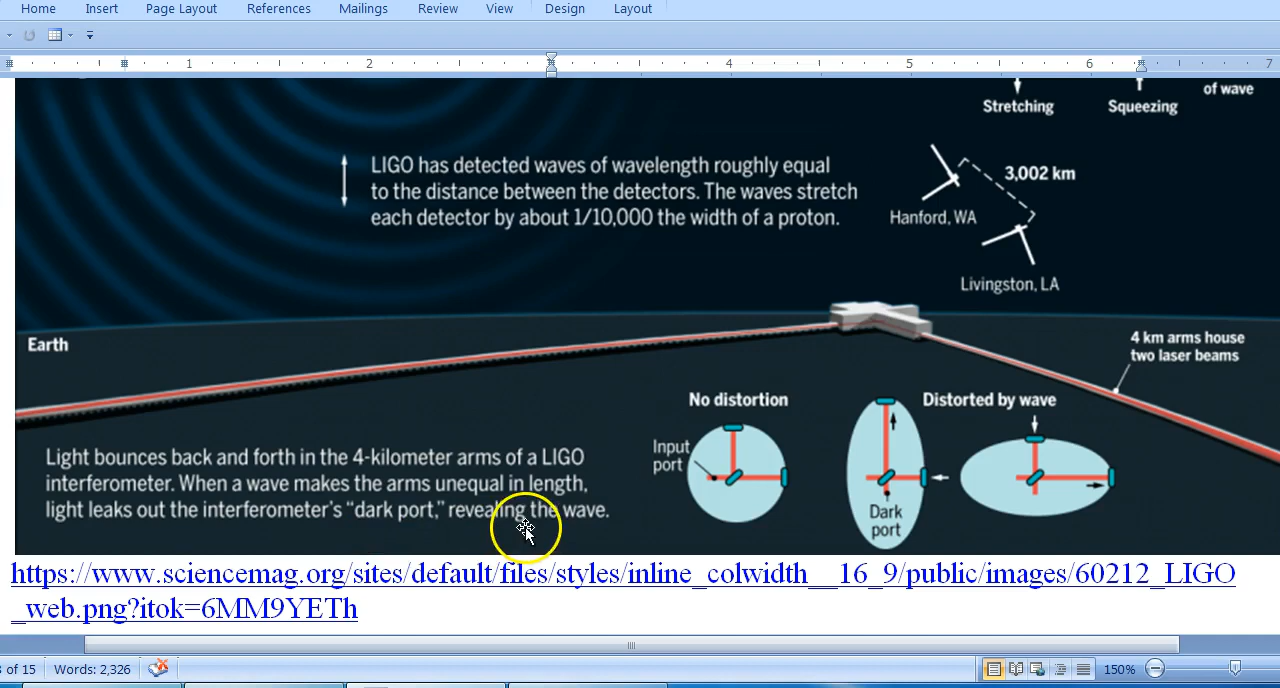 Home Insert Page Layout References Mailings Review View Design Layout
1 2 4 5 6 7
of wave
Stretching Squeezing
LIGO has detected waves of wavelength roughly equal
to the distance between the detectors. The waves stretch
each detector by about 1/10,000 the width of a proton.
3,002 km
Hanford, WA
Livingston, LA
Earth
4 km arms house
two laser beams
No distortion
Distorted by wave
Input
port
Dark
port
Light bounces back and forth in the 4-kilometer arms of a LIGO
interferometer. When a wave makes the arms unequal in length,
light leaks out the interferometer's “dark port,” revealing the wave.
https://www.sciencemag.org/sites/default/files/styles/inline_colwidth__16_9/public/images/60212_LIGO
_web.png?itok=6MM9YETh
of 15 Words: 2,326 150%